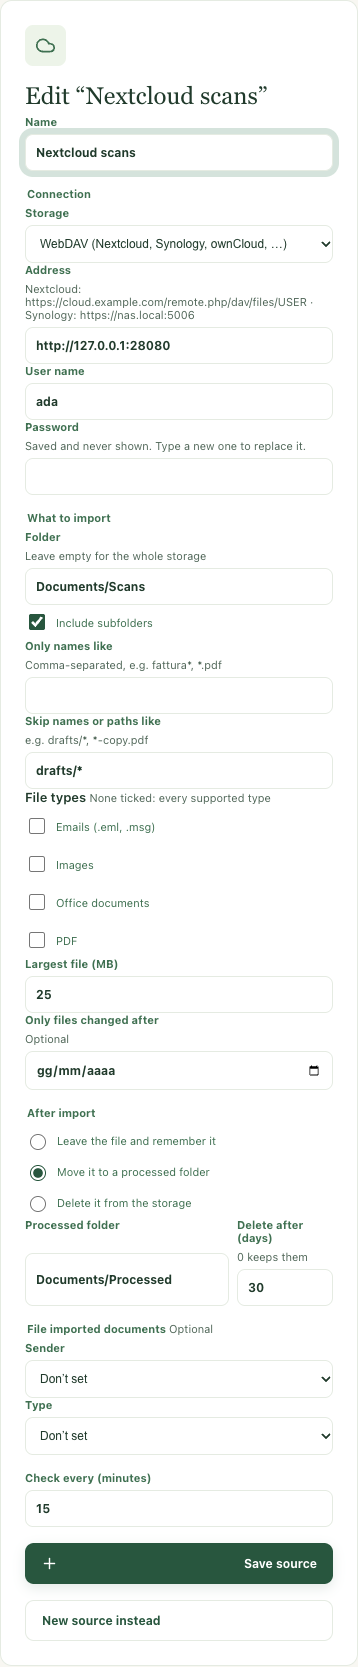 Edit “Nextcloud scans”
Name
Nextcloud scans
Connection
Storage
WebDAV (Nextcloud, Synology, ownCloud, …)
Address
Nextcloud:
https://cloud.example.com/remote.php/dav/files/USER ·
Synology: https://nas.local:5006
http://127.0.0.1:28080
User name
ada
Password
Saved and never shown. Type a new one to replace it.
What to import
Folder
Leave empty for the whole storage
Documents/Scans
Include subfolders
Only names like
Comma-separated, e.g. fattura*, *.pdf
Skip names or paths like
e.g. drafts/*, *-copy.pdf
drafts/*
File types None ticked: every supported type
Emails (.eml, .msg)
Images
Office documents
PDF
Largest file (MB)
25
Only files changed after
Optional
gg/mm/aaaa
After import
Leave the file and remember it
Move it to a processed folder
Delete it from the storage
Processed folder
Documents/Processed
Delete after
(days)
0 keeps them
30
File imported documents Optional
Sender
Don't set
Type
Don't set
Check every (minutes)
15
Save source
New source instead